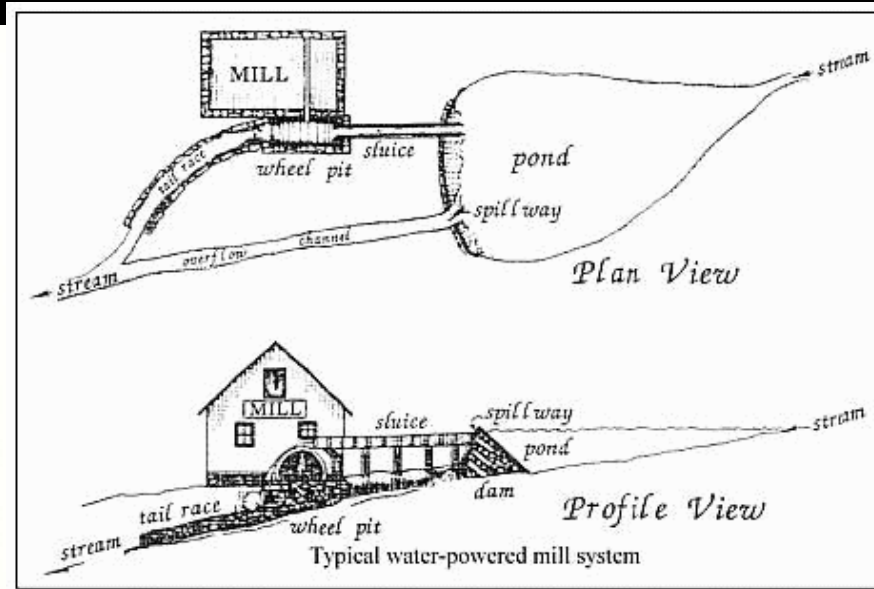 MILL
stream
tail race
wheel pit
sluice
pond
spillway
overflow channel
stream
Plan View
MILL
sluice
spillway
stream
pond
dam
tail race
wheel pit
stream
Profile View
Typical water-powered mill system